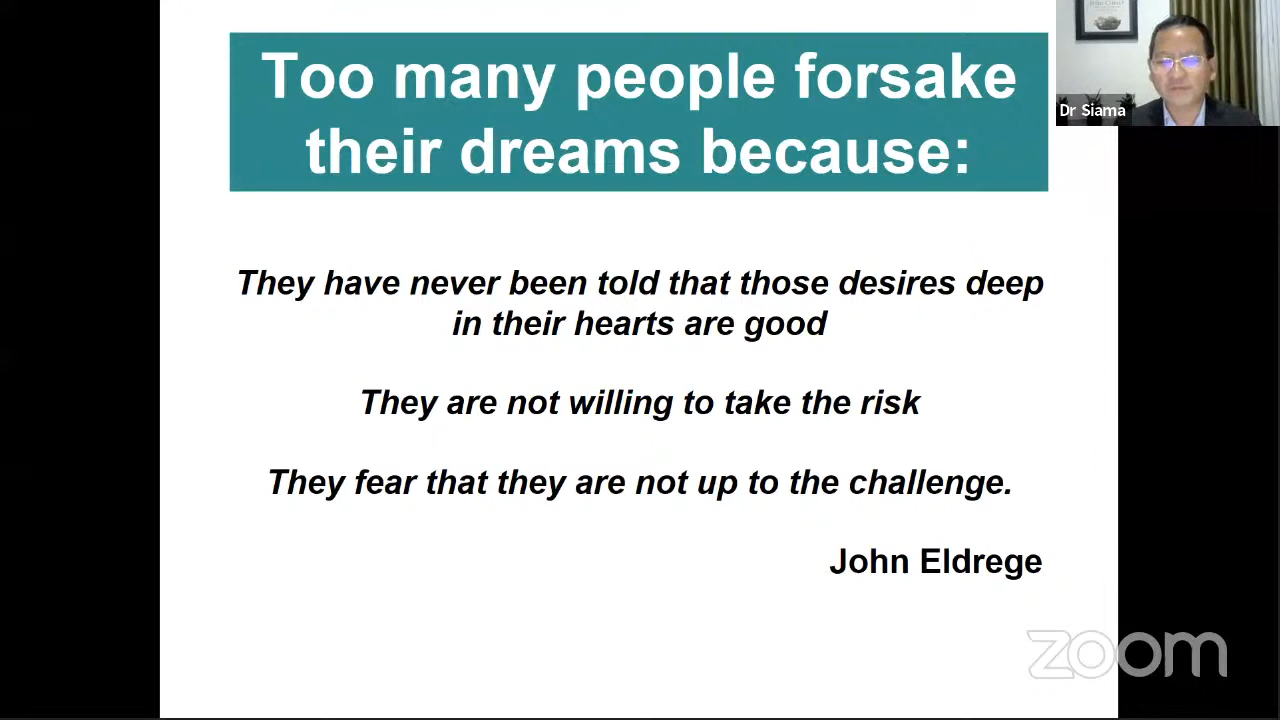 Too many people forsake
their dreams because:
Dr Siama
They have never been told that those desires deep
in their hearts are good
They are not willing to take the risk
They fear that they are not up to the challenge.
John Eldrege
zoom